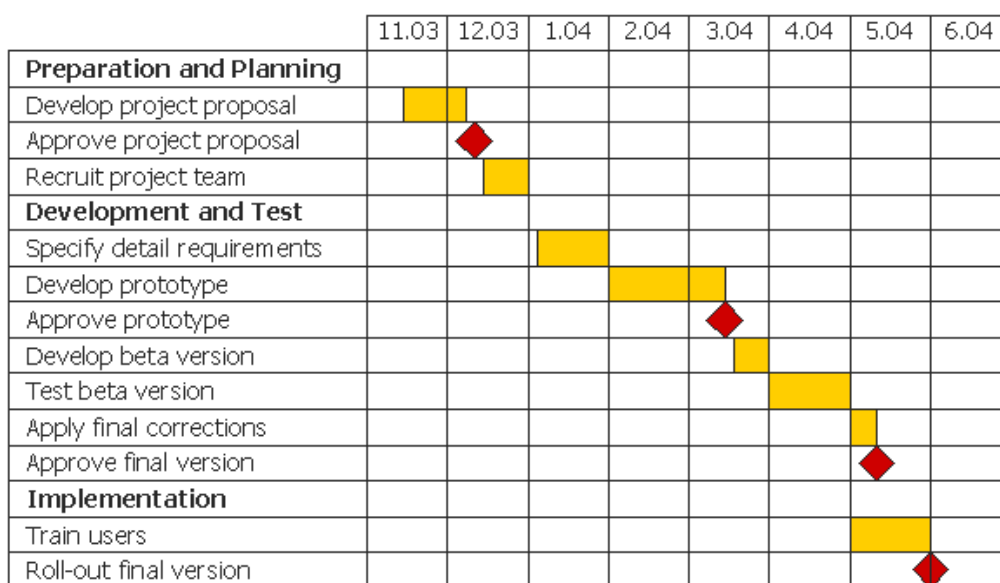 11.03 12.03 1.04 2.04 3.04 4.04 5.04 6.04
Preparation and Planning
Develop project proposal
Approve project proposal
Recruit project team
Development and Test
Specify detail requirements
Develop prototype
Approve prototype
Develop beta version
Test beta version
Apply final corrections
Approve final version
Implementation
Train users
Roll-out final version